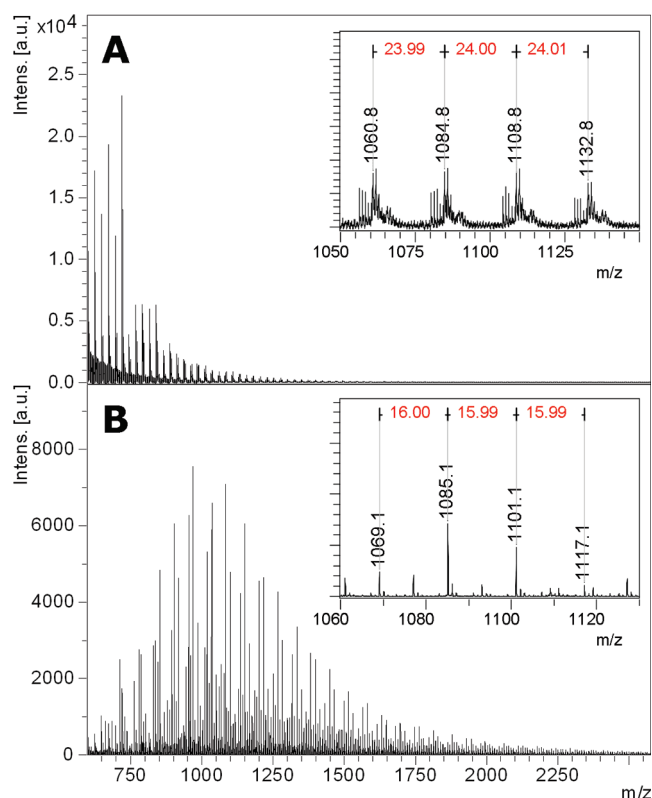 Intens. [a.u.]
x10⁴
A
2.5
2.0
1.5
1.0
0.5
0.0
23.99 24.00 24.01
1060.8 1084.8 1108.8 1132.8
1050 1075 1100 1125
m/z
Intens. [a.u.]
B
8000
6000
4000
2000
0
16.00 15.99 15.99
1069.1 1085.1 1101.1 1117.1
1060 1080 1100 1120
m/z
750 1000 1250 1500 1750 2000 2250
m/z